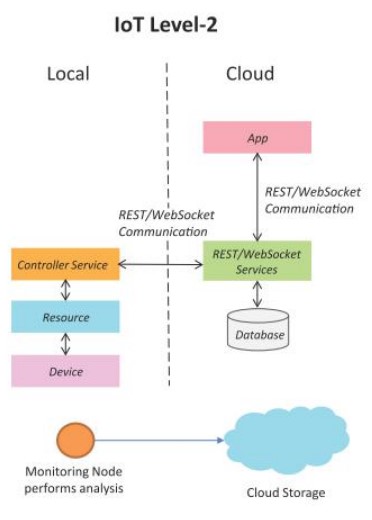 IoT Level-2
Local
Cloud
App
REST/WebSocket
Communication
REST/WebSocket
Communication
Controller Service
REST/WebSocket
Services
Resource
Database
Device
Monitoring Node
performs analysis
Cloud Storage